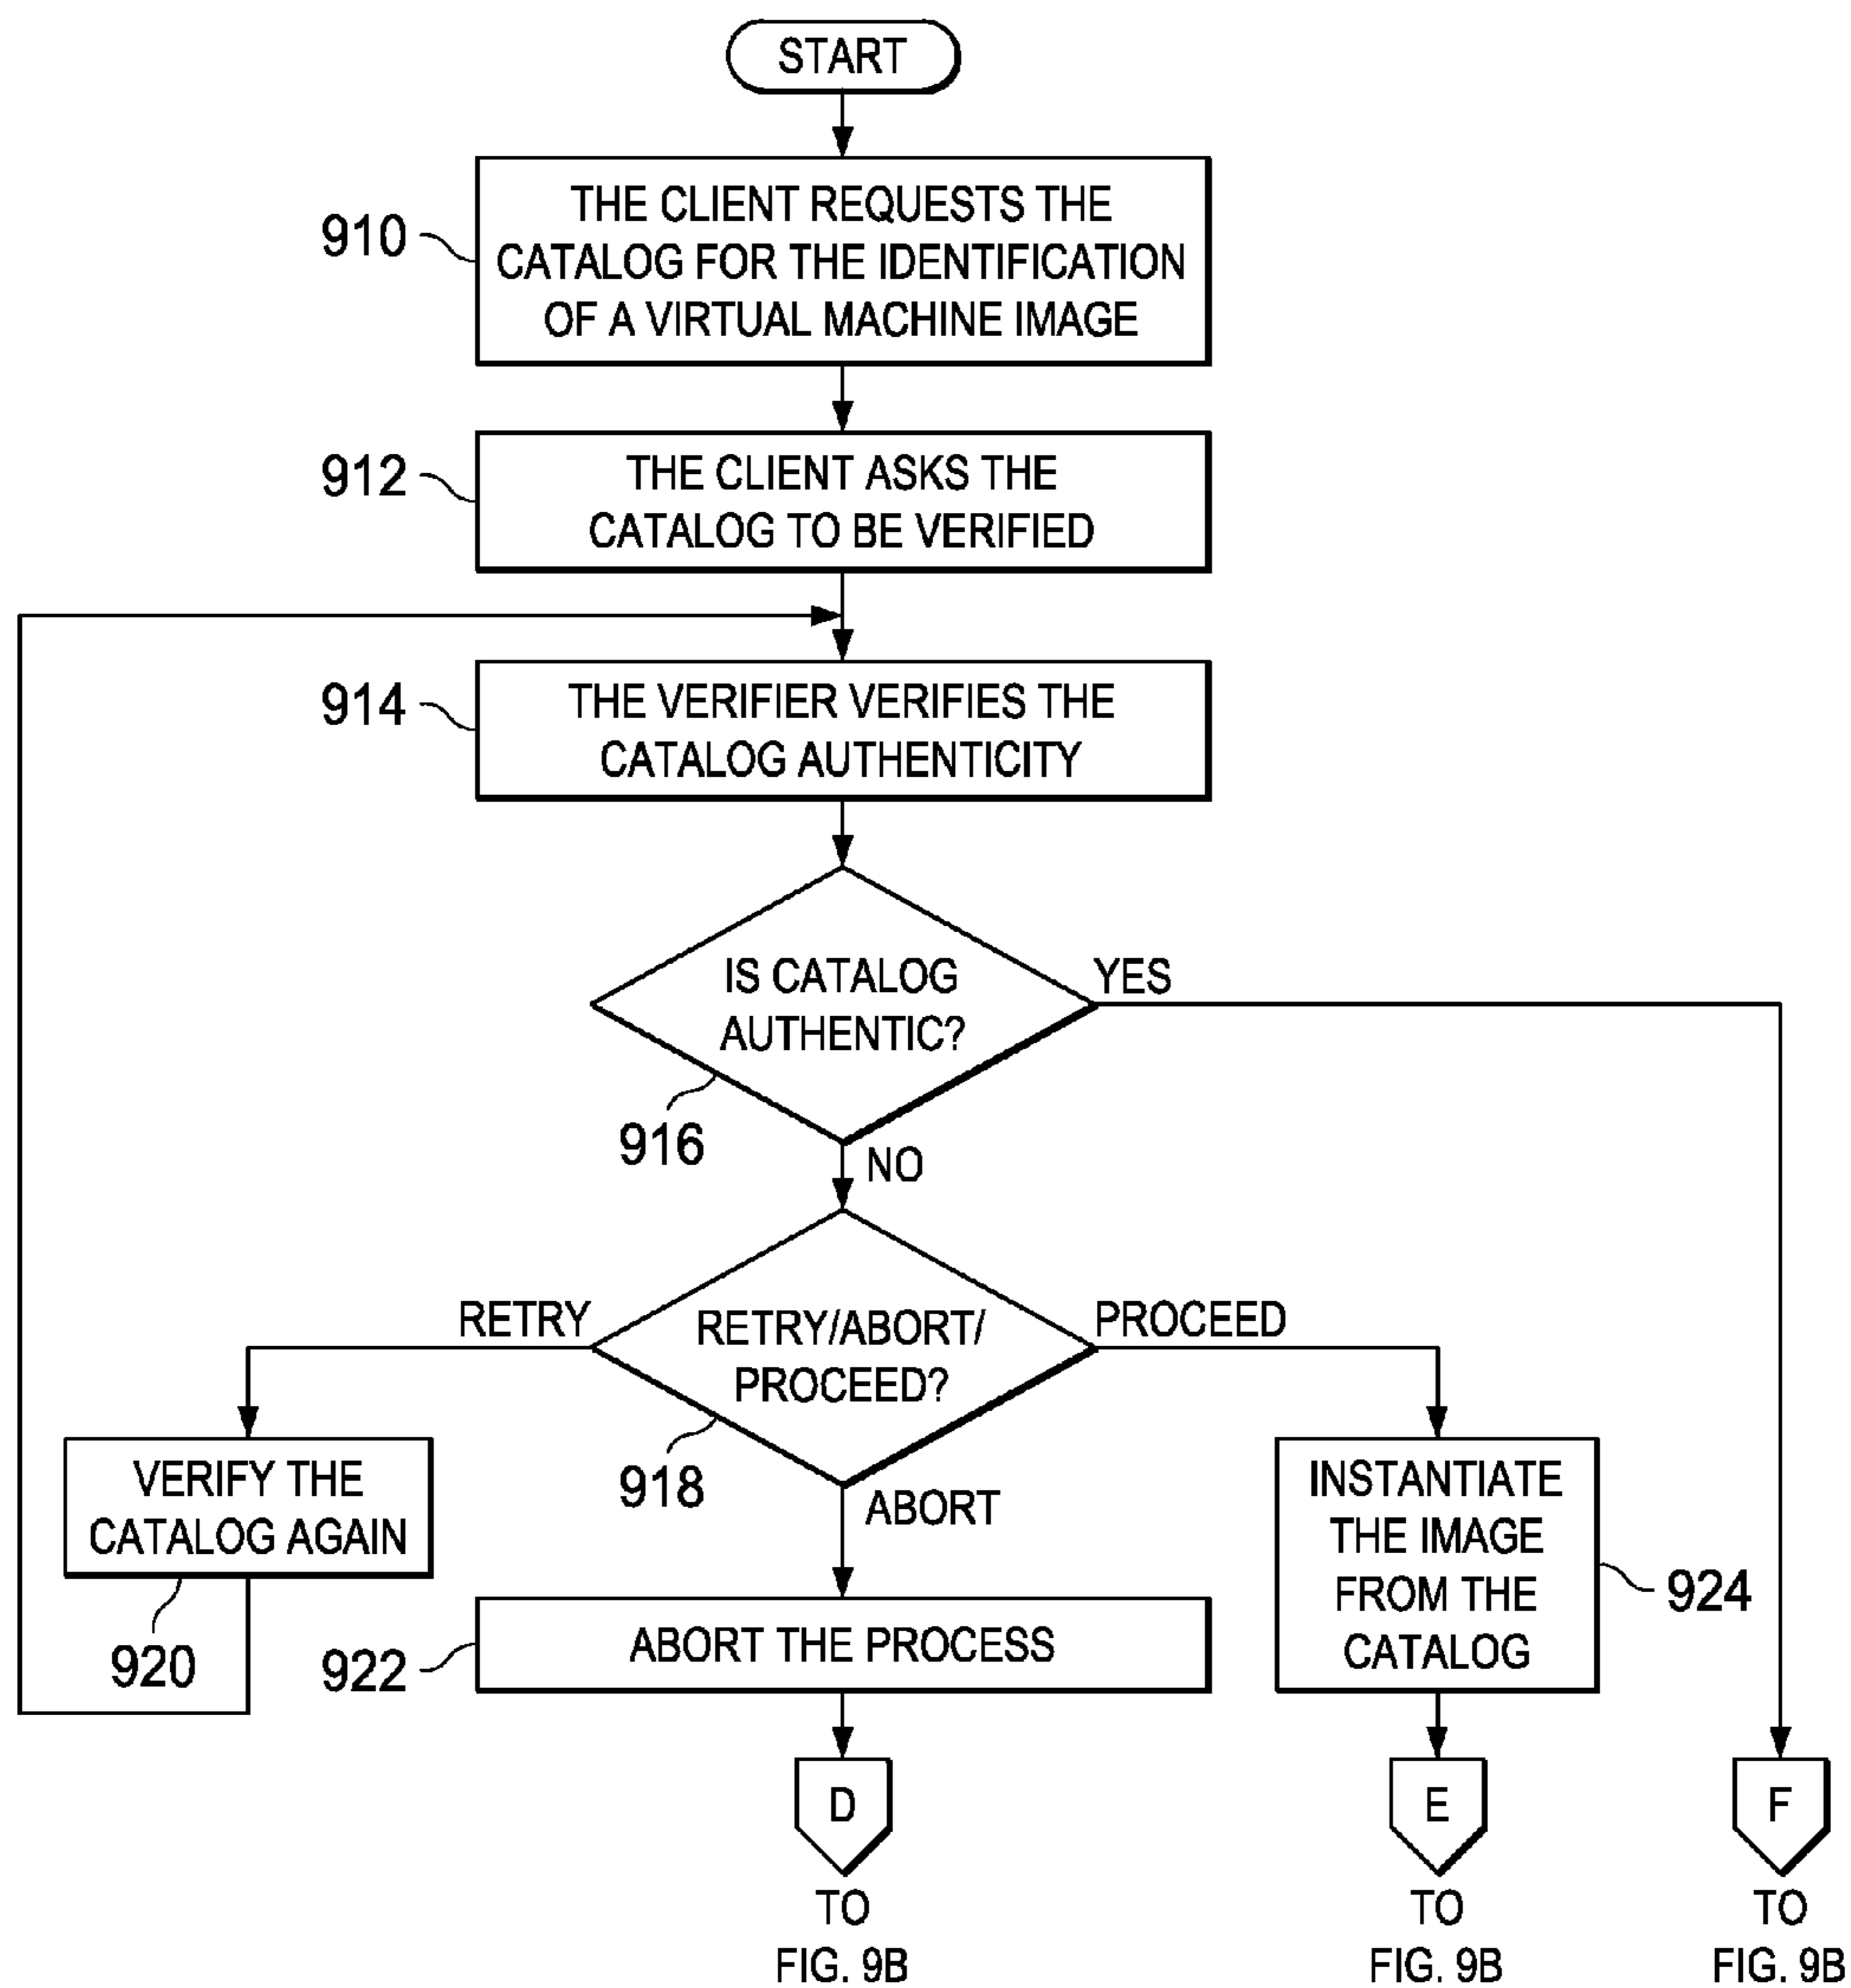 START
910
THE CLIENT REQUESTS THE
CATALOG FOR THE IDENTIFICATION
OF A VIRTUAL MACHINE IMAGE
912
THE CLIENT ASKS THE
CATALOG TO BE VERIFIED
914
THE VERIFIER VERIFIES THE
CATALOG AUTHENTICITY
IS CATALOG
AUTHENTIC?
YES
916
NO
RETRY
RETRY/ABORT/
PROCEED?
PROCEED
918
ABORT
VERIFY THE
CATALOG AGAIN
920
922
ABORT THE PROCESS
INSTANTIATE
THE IMAGE
FROM THE
CATALOG
924
D
TO
FIG. 9B
E
TO
FIG. 9B
F
TO
FIG. 9B